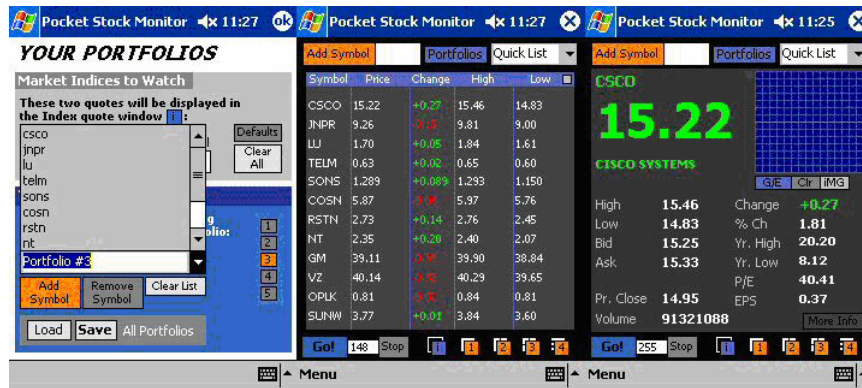 Pocket Stock Monitor 11:27 ok
YOUR PORTFOLIOS
Market Indices to Watch
These two quotes will be displayed in
the Index quote window i :
csco
jnpr
lu
telm
sons
cosn
rstn
nt
Portfolio #3
Defaults
Clear
All
olio:
1
2
3
4
5
Add
Symbol
Remove
Symbol
Clear List
Load Save All Portfolios
Pocket Stock Monitor 11:27
Add Symbol Portfolios Quick List
Symbol Price Change High Low
CSCO 15.22 +0.27 15.46 14.83
JNPR 9.26 9.81 9.00
LU 1.70 +0.05 1.84 1.61
TELM 0.63 +0.02 0.65 0.60
SONS 1.289 +0.089 1.293 1.150
COSN 5.87 5.97 5.76
RSTN 2.73 +0.14 2.76 2.45
NT 2.35 +0.20 2.40 2.07
GM 39.11 39.90 38.84
VZ 40.14 40.29 39.65
OPLK 0.81 0.84 0.81
SUNW 3.77 +0.01 3.84 3.60
Go! 148 Stop i 1 2 3 4
Menu
Pocket Stock Monitor 11:25
Add Symbol Portfolios Quick List
CSCO
15.22
CISCO SYSTEMS
G/E Clr iMG
High 15.46 Change +0.27
Low 14.83 % Ch 1.81
Bid 15.25 Yr. High 20.20
Ask 15.33 Yr. Low 8.12
P/E 40.41
Pr. Close 14.95 EPS 0.37
Volume 91321088 More Info
Go! 255 Stop i 1 2 3 4
Menu